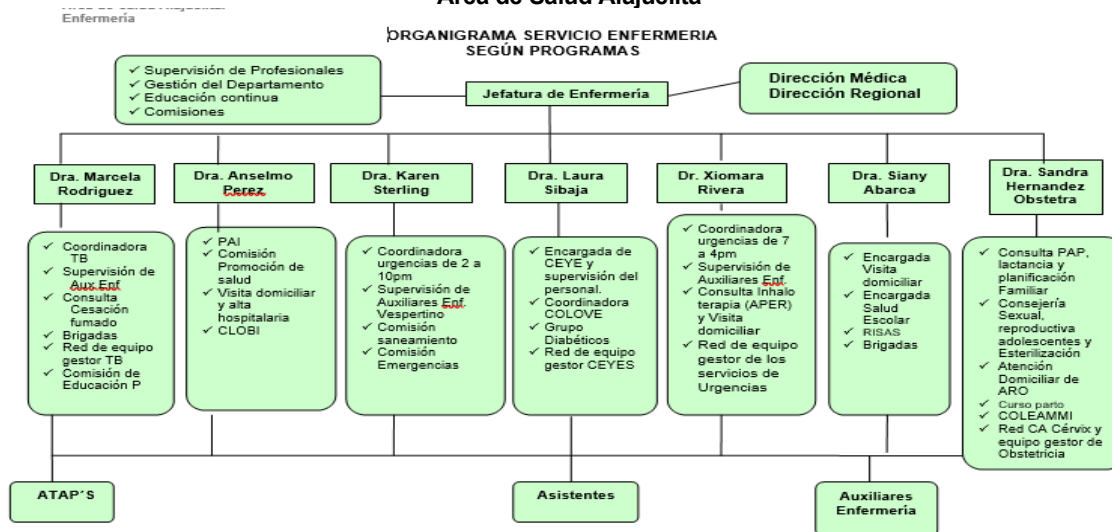 Área de Salud Alajuelita
Enfermería
ORGANIGRAMA SERVICIO ENFERMERIA
SEGÚN PROGRAMAS
✓ Supervisión de Profesionales
✓ Gestión del Departamento
✓ Educación continua
✓ Comisiones
Jefatura de Enfermería
Dirección Médica
Dirección Regional
Dra. Marcela
Rodriguez
✓ Coordinadora
TB
✓ Supervisión de
Aux Enf
✓ Consulta
Cesación
fumado
✓ Brigadas
✓ Red de equipo
gestor TB
✓ Comisión de
Educación P
Dra. Anselmo
Perez
✓ PAI
✓ Comisión
Promoción de
salud
✓ Visita domiciliar
y alta
hospitalaria
✓ CLOBI
Dra. Karen
Sterling
✓ Coordinadora
urgencias de 2 a
10pm
✓ Supervisión de
Auxiliares Enf.
Vespertino
✓ Comisión
saneamiento
✓ Comisión
Emergencias
Dra. Laura
Sibaja
✓ Encargada de
CEYE y
supervisión del
personal.
✓ Coordinadora
COLOVE
✓ Grupo
Diabéticos
✓ Red de equipo
gestor CEYES
Dr. Xiomara
Rivera
✓ Coordinadora
urgencias de 7
a 4pm
✓ Supervisión de
Auxiliares Enf.
✓ Consulta Inhalo
terapia (APER)
y Visita
domiciliar
✓ Red de equipo
gestor de los
servicios de
Urgencias
Dra. Siany
Abarca
✓ Encargada
Visita
domiciliar
✓ Encargada
Salud
Escolar
✓ RISAS
✓ Brigadas
Dra. Sandra
Hernandez
Obstetra
✓ Consulta PAP,
lactancia y
planificación
Familiar
✓ Consejería
Sexual,
reproductiva
adolescentes y
Esterilización
✓ Atención
Domiciliar de
ARO
✓ Curso parto
✓ COLEAMMI
✓ Red CA Cérvix y
equipo gestor de
Obstetricia
ATAP´S
Asistentes
Auxiliares
Enfermería